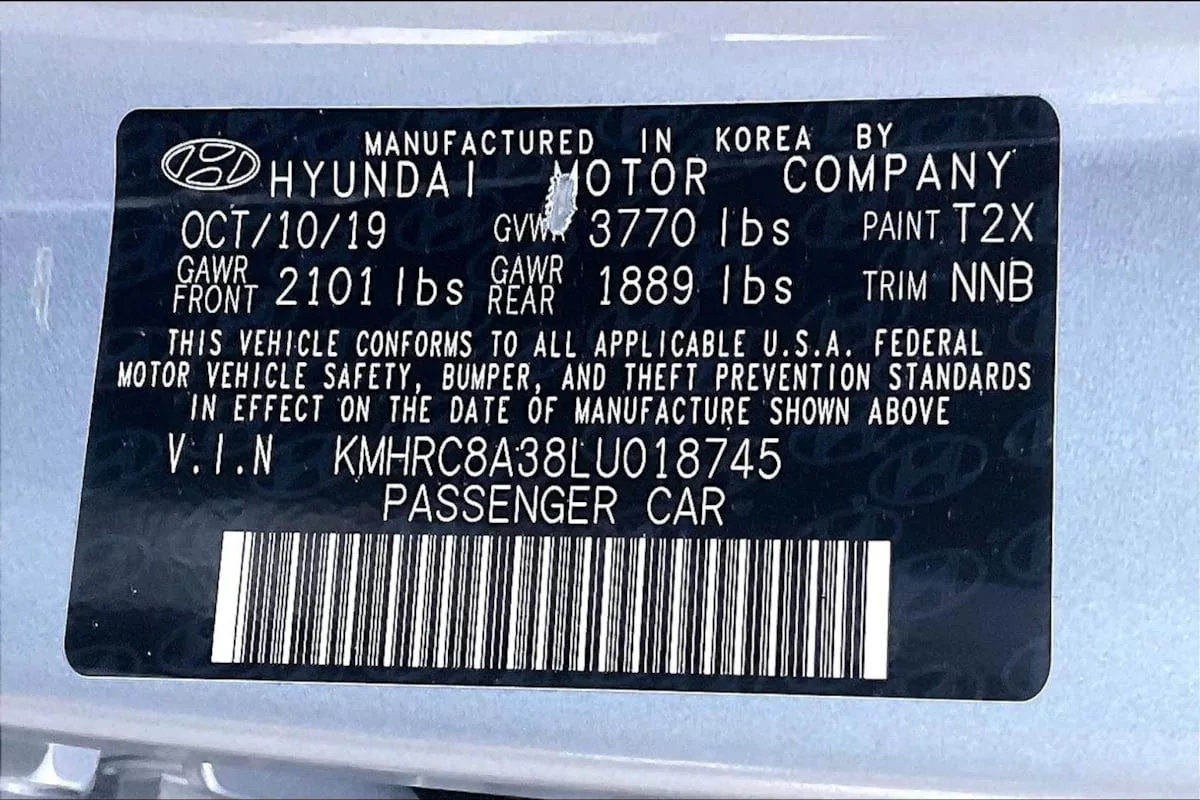 MANUFACTURED IN KOREA BY
HYUNDAI MOTOR COMPANY
OCT/10/19 GVWR 3770 lbs PAINT T2X
GAWR FRONT 2101 lbs GAWR REAR 1889 lbs TRIM NNB
THIS VEHICLE CONFORMS TO ALL APPLICABLE U.S.A. FEDERAL
MOTOR VEHICLE SAFETY, BUMPER, AND THEFT PREVENTION STANDARDS
IN EFFECT ON THE DATE OF MANUFACTURE SHOWN ABOVE
V.I.N KMHRC8A38LU018745
PASSENGER CAR